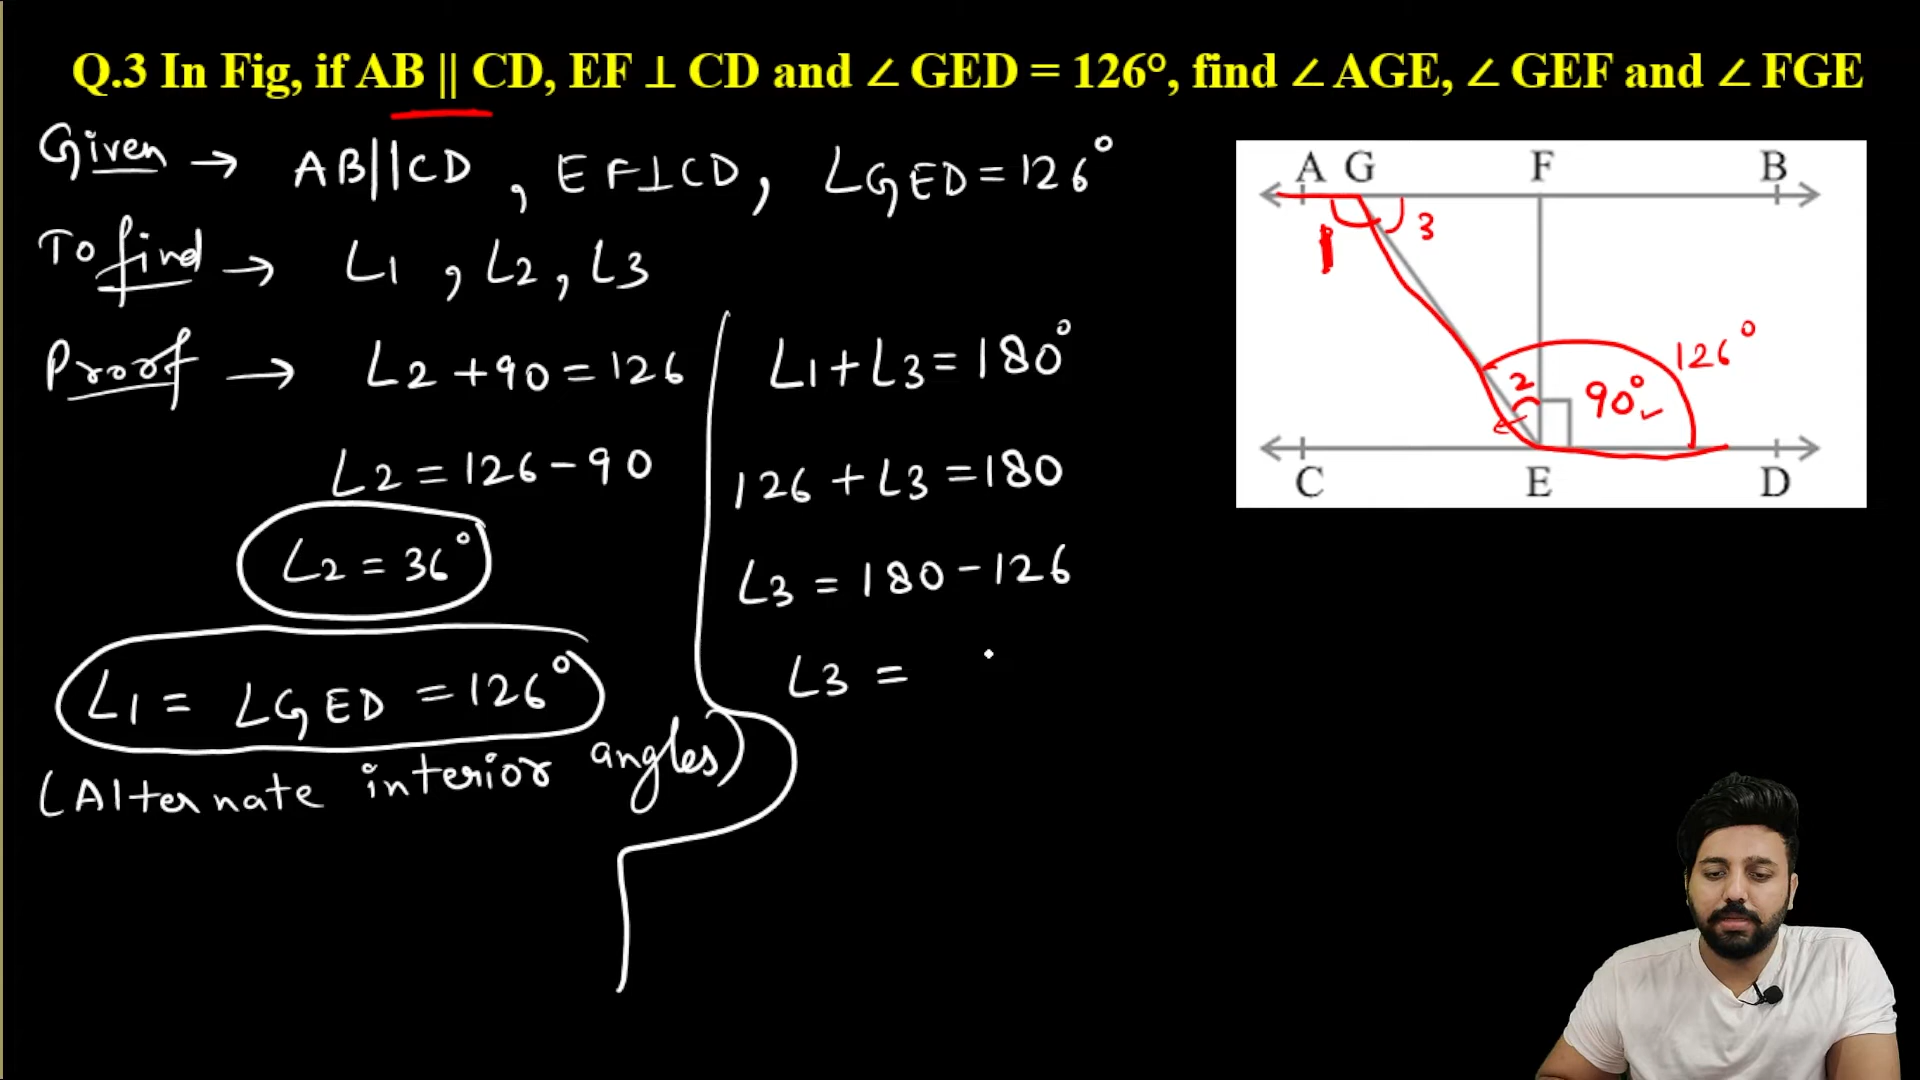 Q.3 In Fig, if AB || CD, EF ⊥ CD and ∠ GED = 126°, find ∠ AGE, ∠ GEF and ∠ FGE
Given → AB||CD , EF⊥CD, ∠GED = 126°
To find → ∠1 , ∠2, ∠3
Proof → ∠2 + 90 = 126
∠2 = 126 - 90
∠2 = 36°
∠1 = ∠GED = 126°
(Alternate interior angles)
∠1 + ∠3 = 180°
126 + ∠3 = 180
∠3 = 180 - 126
∠3 =
A G F B
1 3
126°
2 90°
C E D